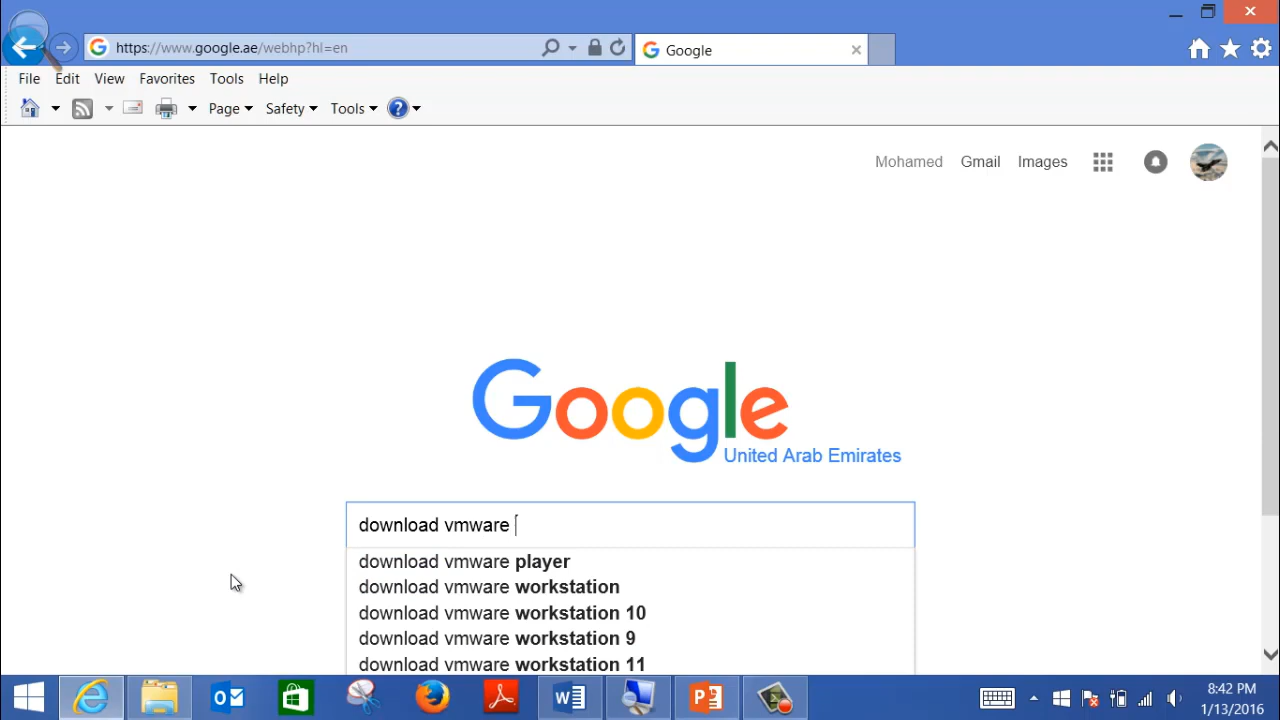 https://www.google.ae/webhp?hl=en
Google
File Edit View Favorites Tools Help
Page Safety Tools
Mohamed Gmail Images
Google
United Arab Emirates
download vmware
download vmware player
download vmware workstation
download vmware workstation 10
download vmware workstation 9
download vmware workstation 11
8:42 PM
1/13/2016